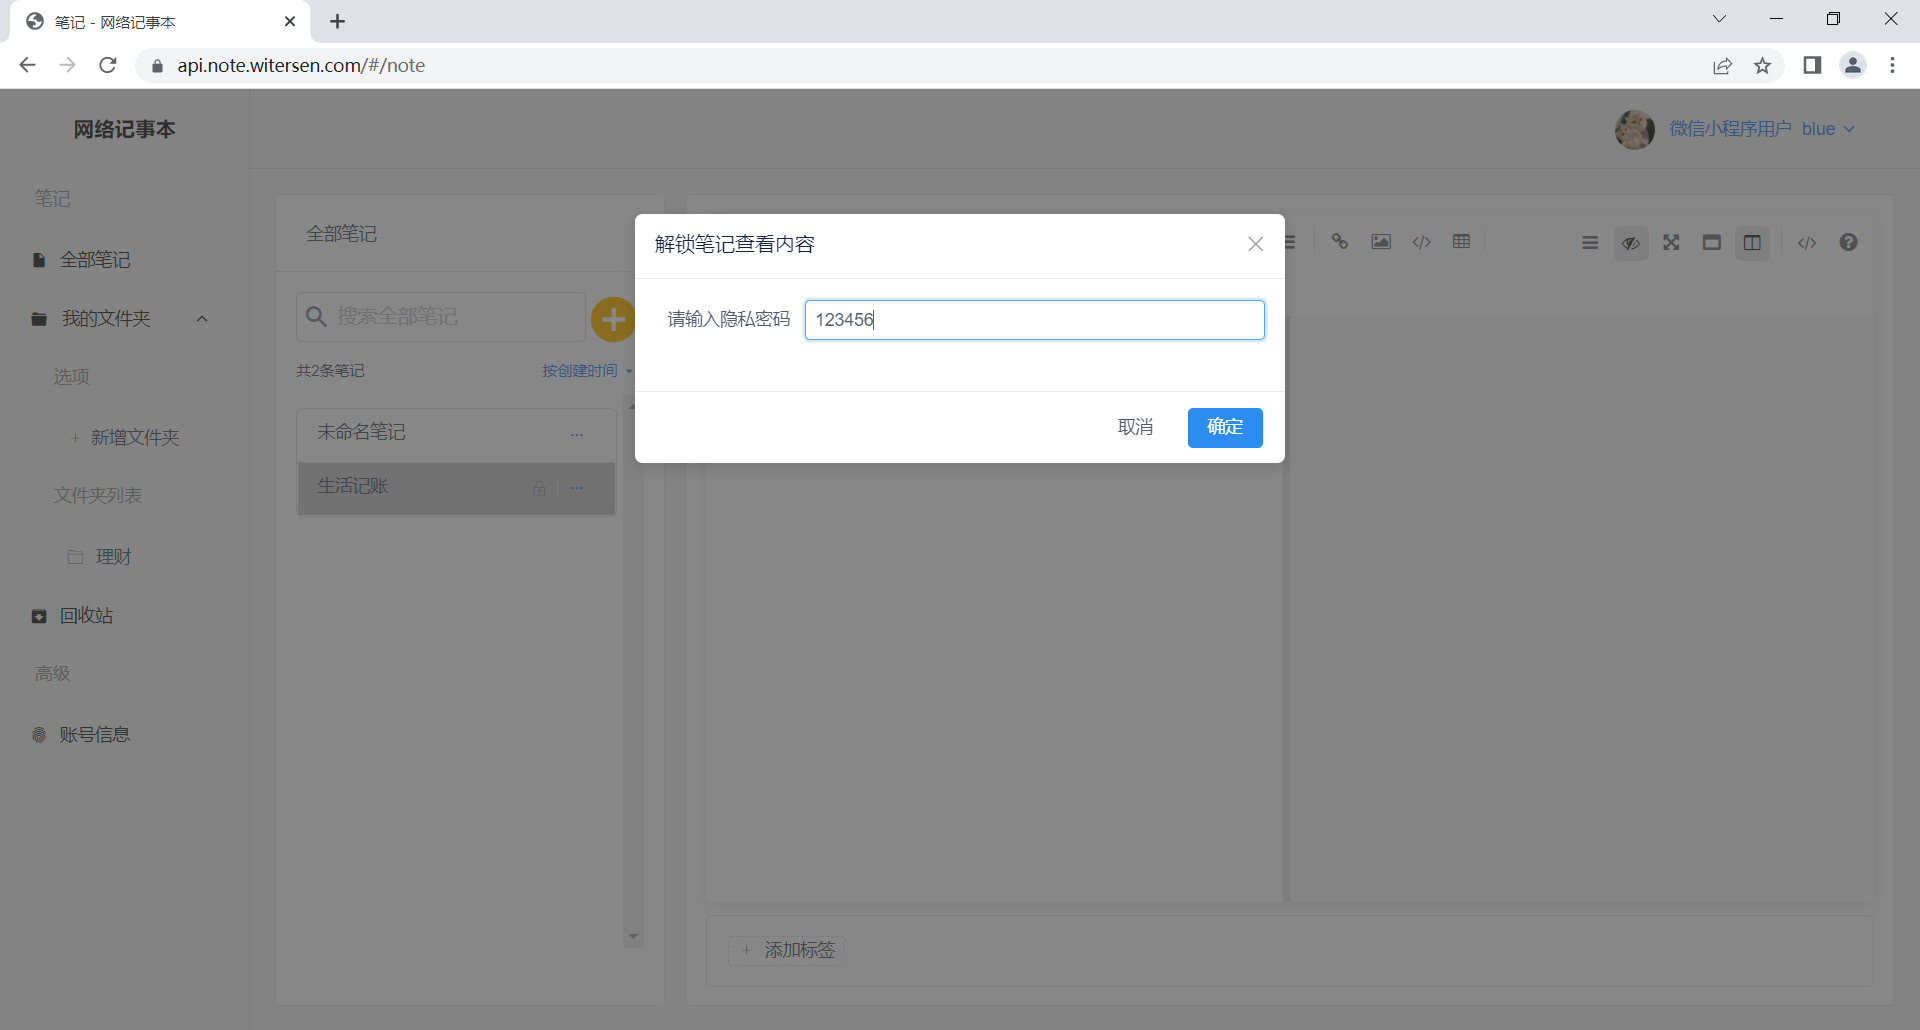 笔记 - 网络记事本
api.note.witersen.com/#/note
网络记事本
微信小程序用户 blue
笔记
全部笔记
我的文件夹
选项
+ 新增文件夹
文件夹列表
理财
回收站
高级
账号信息
全部笔记
搜索全部笔记
共2条笔记
按创建时间
未命名笔记 ...
生活记账 ...
解锁笔记查看内容
请输入隐私密码 123456
取消 确定
+ 添加标签